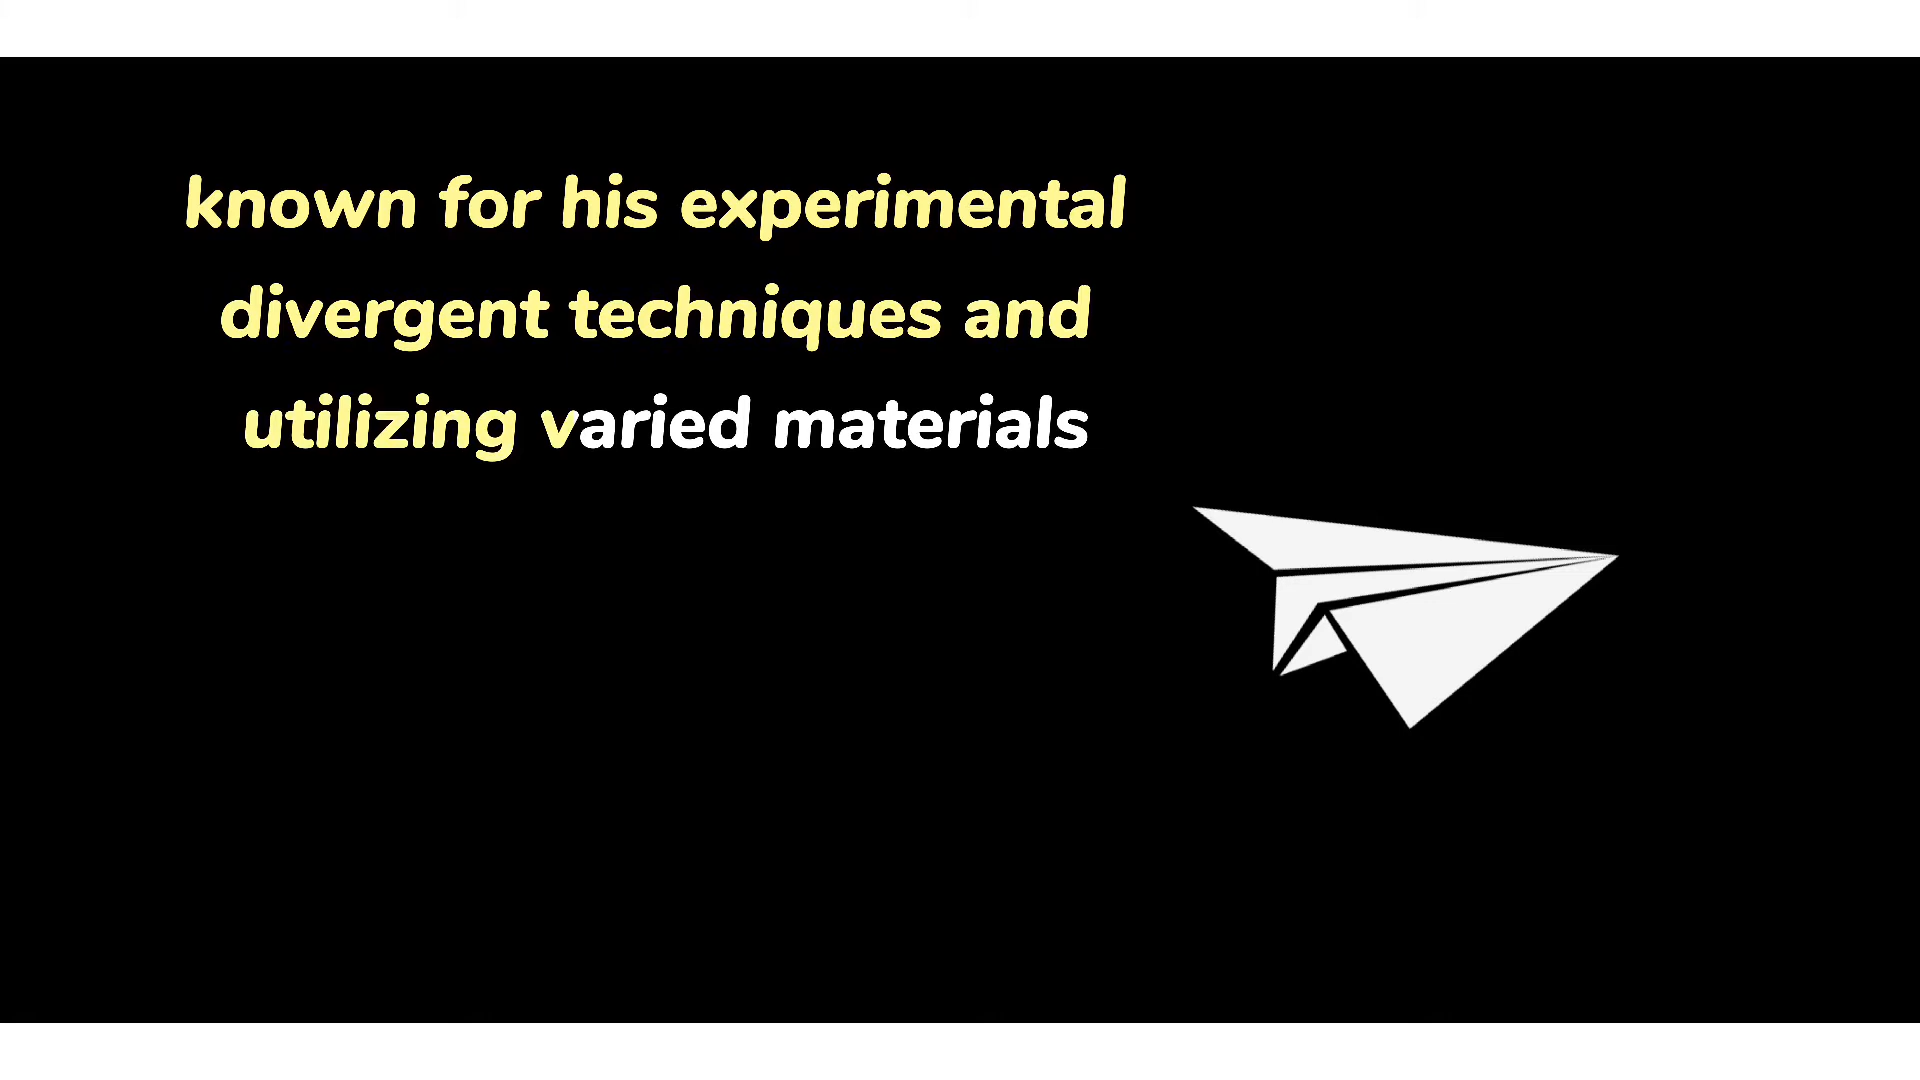 known for his experimental
divergent techniques and
utilizing varied materials